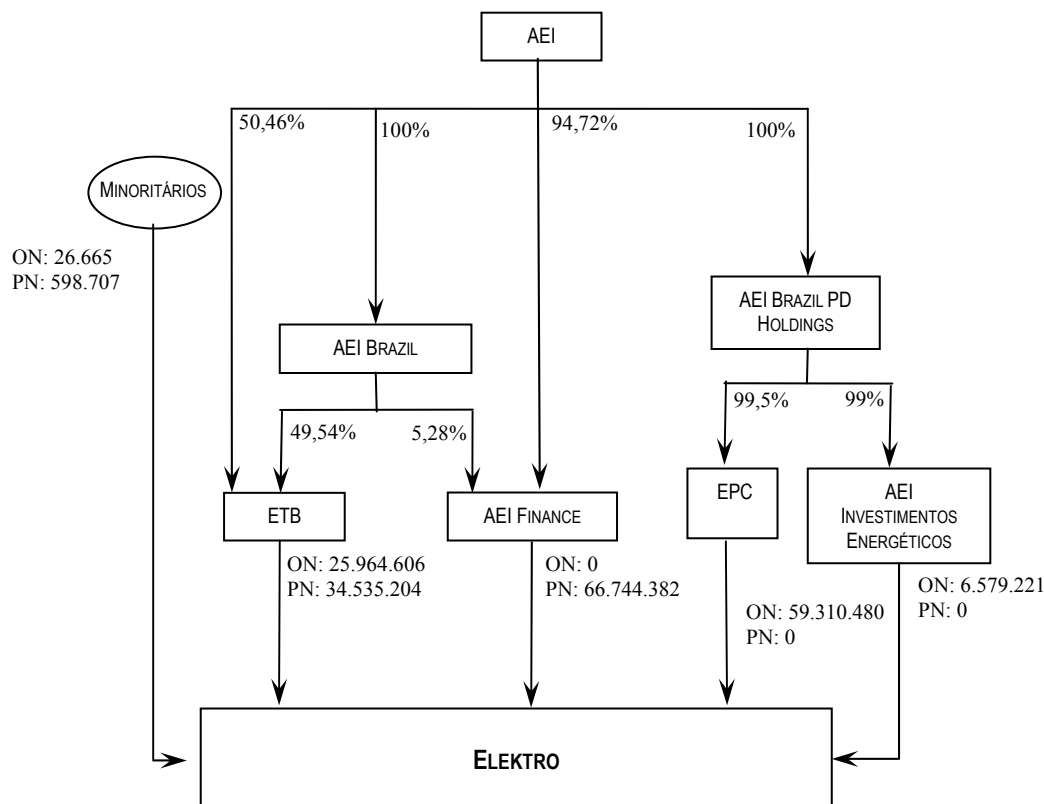 AEI
50,46%
100%
94,72%
100%
MINORITÁRIOS
ON: 26.665
PN: 598.707
AEI BRAZIL PD
HOLDINGS
AEI BRAZIL
99,5%
99%
49,54%
5,28%
ETB
AEI FINANCE
EPC
AEI
INVESTIMENTOS
ENERGÉTICOS
ON: 25.964.606
PN: 34.535.204
ON: 0
PN: 66.744.382
ON: 59.310.480
PN: 0
ON: 6.579.221
PN: 0
ELEKTRO